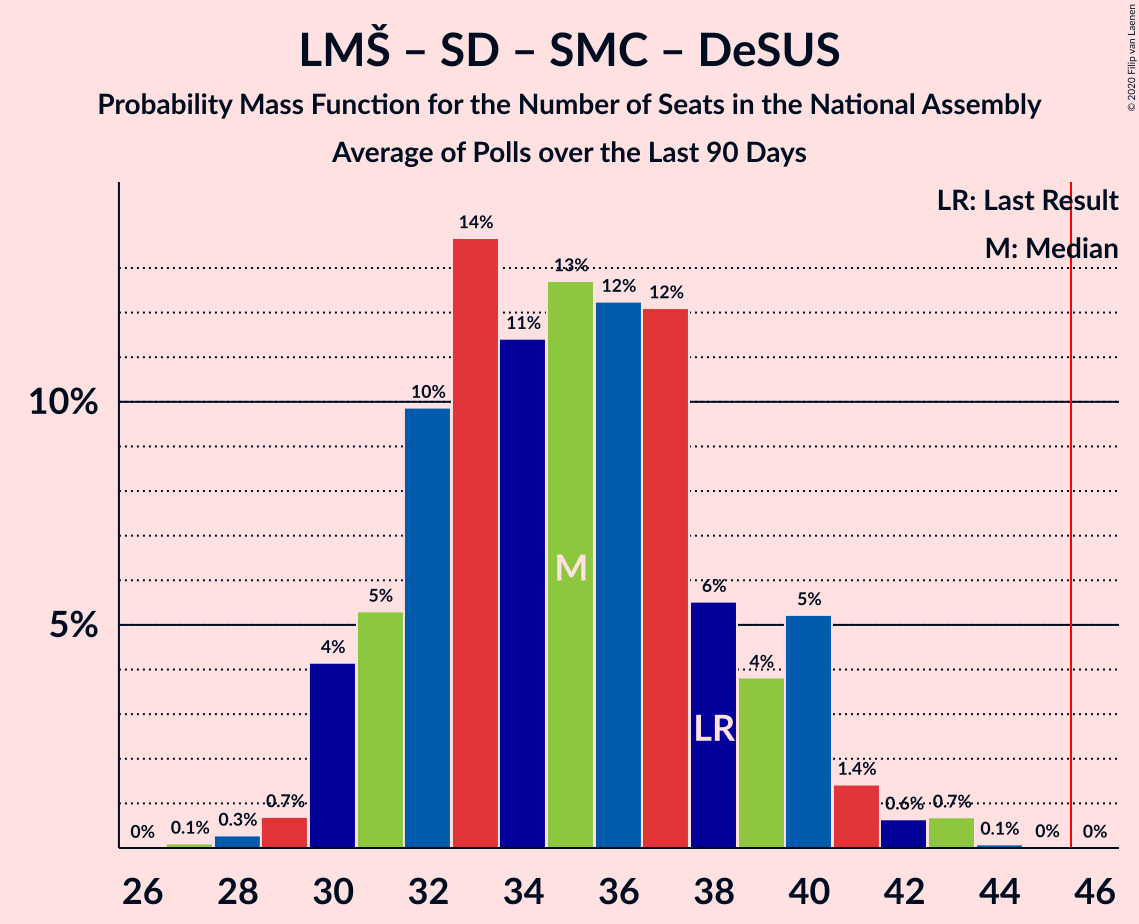 LMŠ – SD – SMC – DeSUS
Probability Mass Function for the Number of Seats in the National Assembly
Average of Polls over the Last 90 Days
© 2020 Filip van Laenen
LR: Last Result
M: Median
10%
5%
0%
0.1%
0.3%
0.7%
4%
5%
10%
14%
11%
13%
12%
12%
6%
4%
5%
1.4%
0.6%
0.7%
0.1%
0%
0%
M
LR
26 28 30 32 34 36 38 40 42 44 46